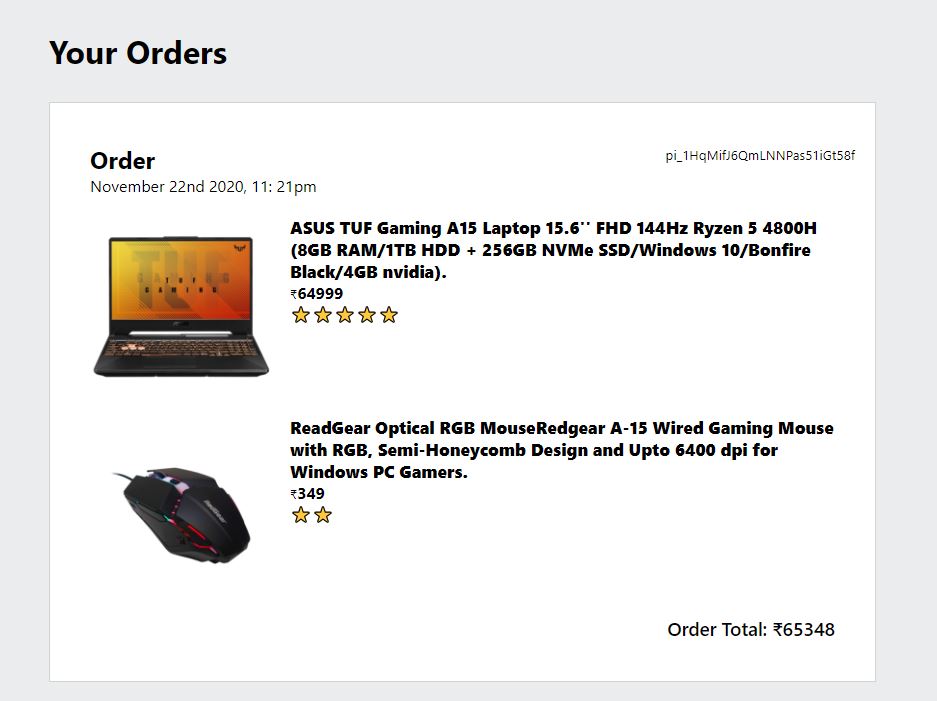 Your Orders
Order
pi_1HqMifJ6QmLNNPas51iGt58f
November 22nd 2020, 11: 21pm
ASUS TUF Gaming A15 Laptop 15.6'' FHD 144Hz Ryzen 5 4800H
(8GB RAM/1TB HDD + 256GB NVMe SSD/Windows 10/Bonfire
Black/4GB nvidia).
₹64999
TUF
GAMING
ReadGear Optical RGB MouseRedgear A-15 Wired Gaming Mouse
with RGB, Semi-Honeycomb Design and Upto 6400 dpi for
Windows PC Gamers.
₹349
Order Total: ₹65348